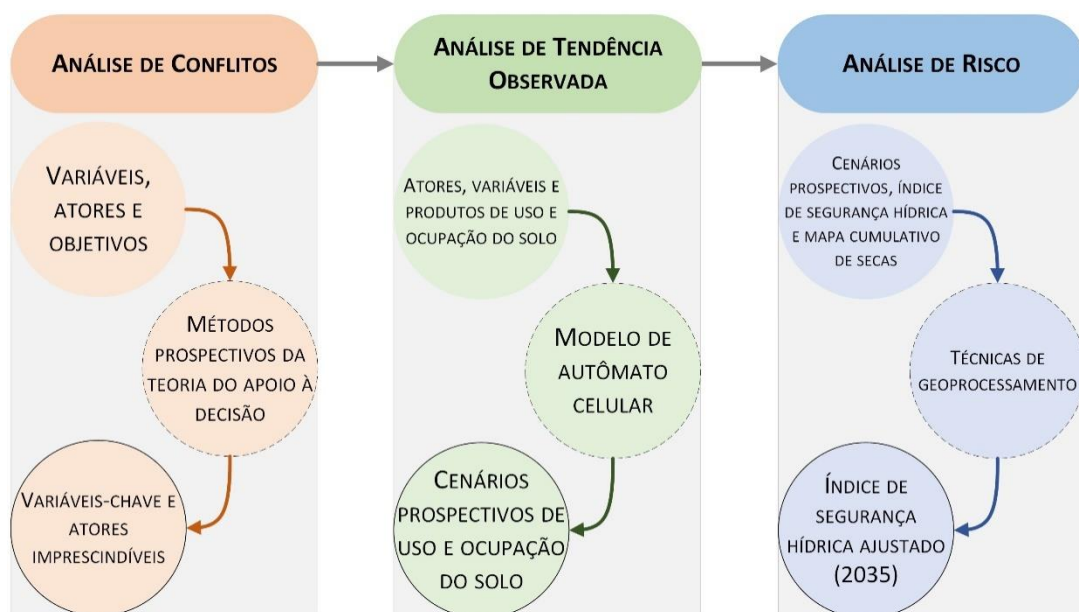 ANÁLISE DE CONFLITOS
VARIÁVEIS,
ATORES E
OBJETIVOS
MÉTODOS
PROSPECTIVOS DA
TEORIA DO APOIO À
DECISÃO
VARIÁVEIS-CHAVE E
ATORES
IMPRESCINDÍVEIS
ANÁLISE DE TENDÊNCIA
OBSERVADA
ATORES, VARIÁVEIS E
PRODUTOS DE USO E
OCUPAÇÃO DO SOLO
MODELO DE
AUTÔMATO
CELULAR
CENÁRIOS
PROSPECTIVOS DE
USO E OCUPAÇÃO
DO SOLO
ANÁLISE DE RISCO
CENÁRIOS
PROSPECTIVOS, ÍNDICE
DE SEGURANÇA HÍDRICA
E MAPA CUMULATIVO
DE SECAS
TÉCNICAS DE
GEOPROCESSAMENTO
ÍNDICE DE
SEGURANÇA
HÍDRICA AJUSTADO
(2035)